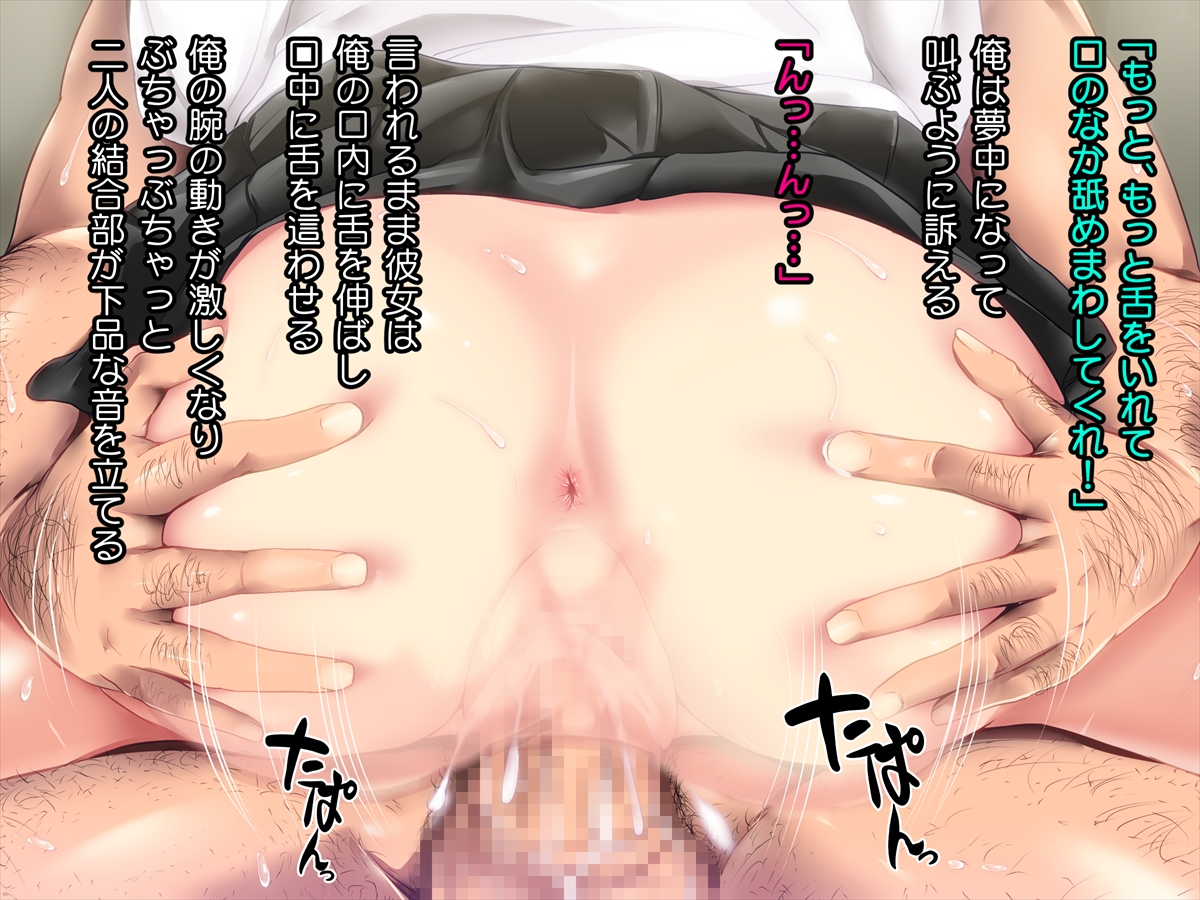 「もっと、もっと舌をいれて
口のなか舐めまわしてくれ！」
俺は夢中になって
叫ぶように訴える
「んっ……んっ…」
言われるまま彼女は
俺の口内に舌を伸ばし
口中に舌を這わせる
俺の腕の動きが激しくなり
ぶちゃっぶちゃっと
二人の結合部が下品な音を立てる
たぱんっ
たぱんっ